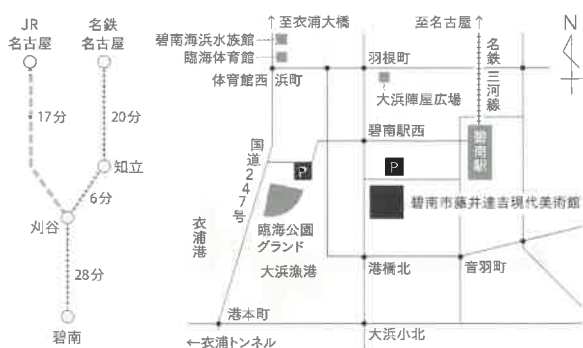 JR
名古屋
名鉄
名古屋
17分
20分
知立
6分
刈谷
28分
碧南
↑至衣浦大橋
至名古屋↑
碧南海浜水族館
臨海体育館
体育館西
浜町
羽根町
大浜陣屋広場
名鉄三河線
N
碧南駅西
碧南駅
国道247号
P
P
碧南市藤井達吉現代美術館
衣浦港
臨海公園
グランド
大浜漁港
港橋北
音羽町
港本町
大浜小北
←衣浦トンネル